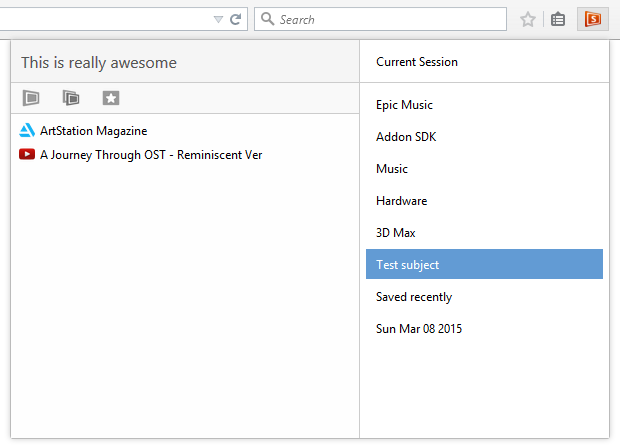 Search
S
This is really awesome
ArtStation Magazine
A Journey Through OST - Reminiscent Ver
Current Session
Epic Music
Addon SDK
Music
Hardware
3D Max
Test subject
Saved recently
Sun Mar 08 2015